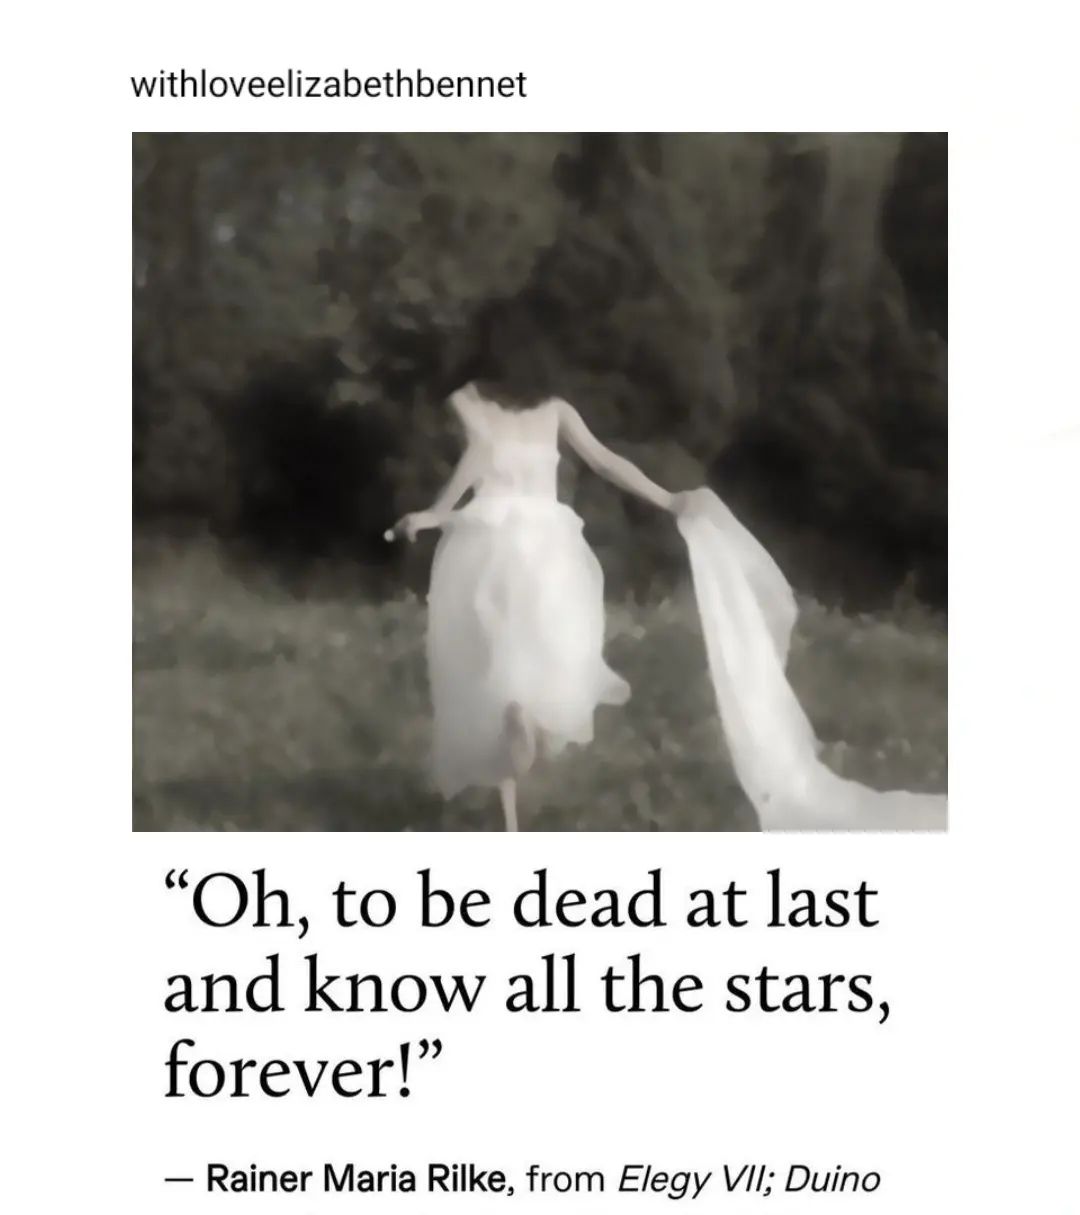 withloveelizabethbennet
“Oh, to be dead at last
and know all the stars,
forever!”
— Rainer Maria Rilke, from Elegy VII; Duino